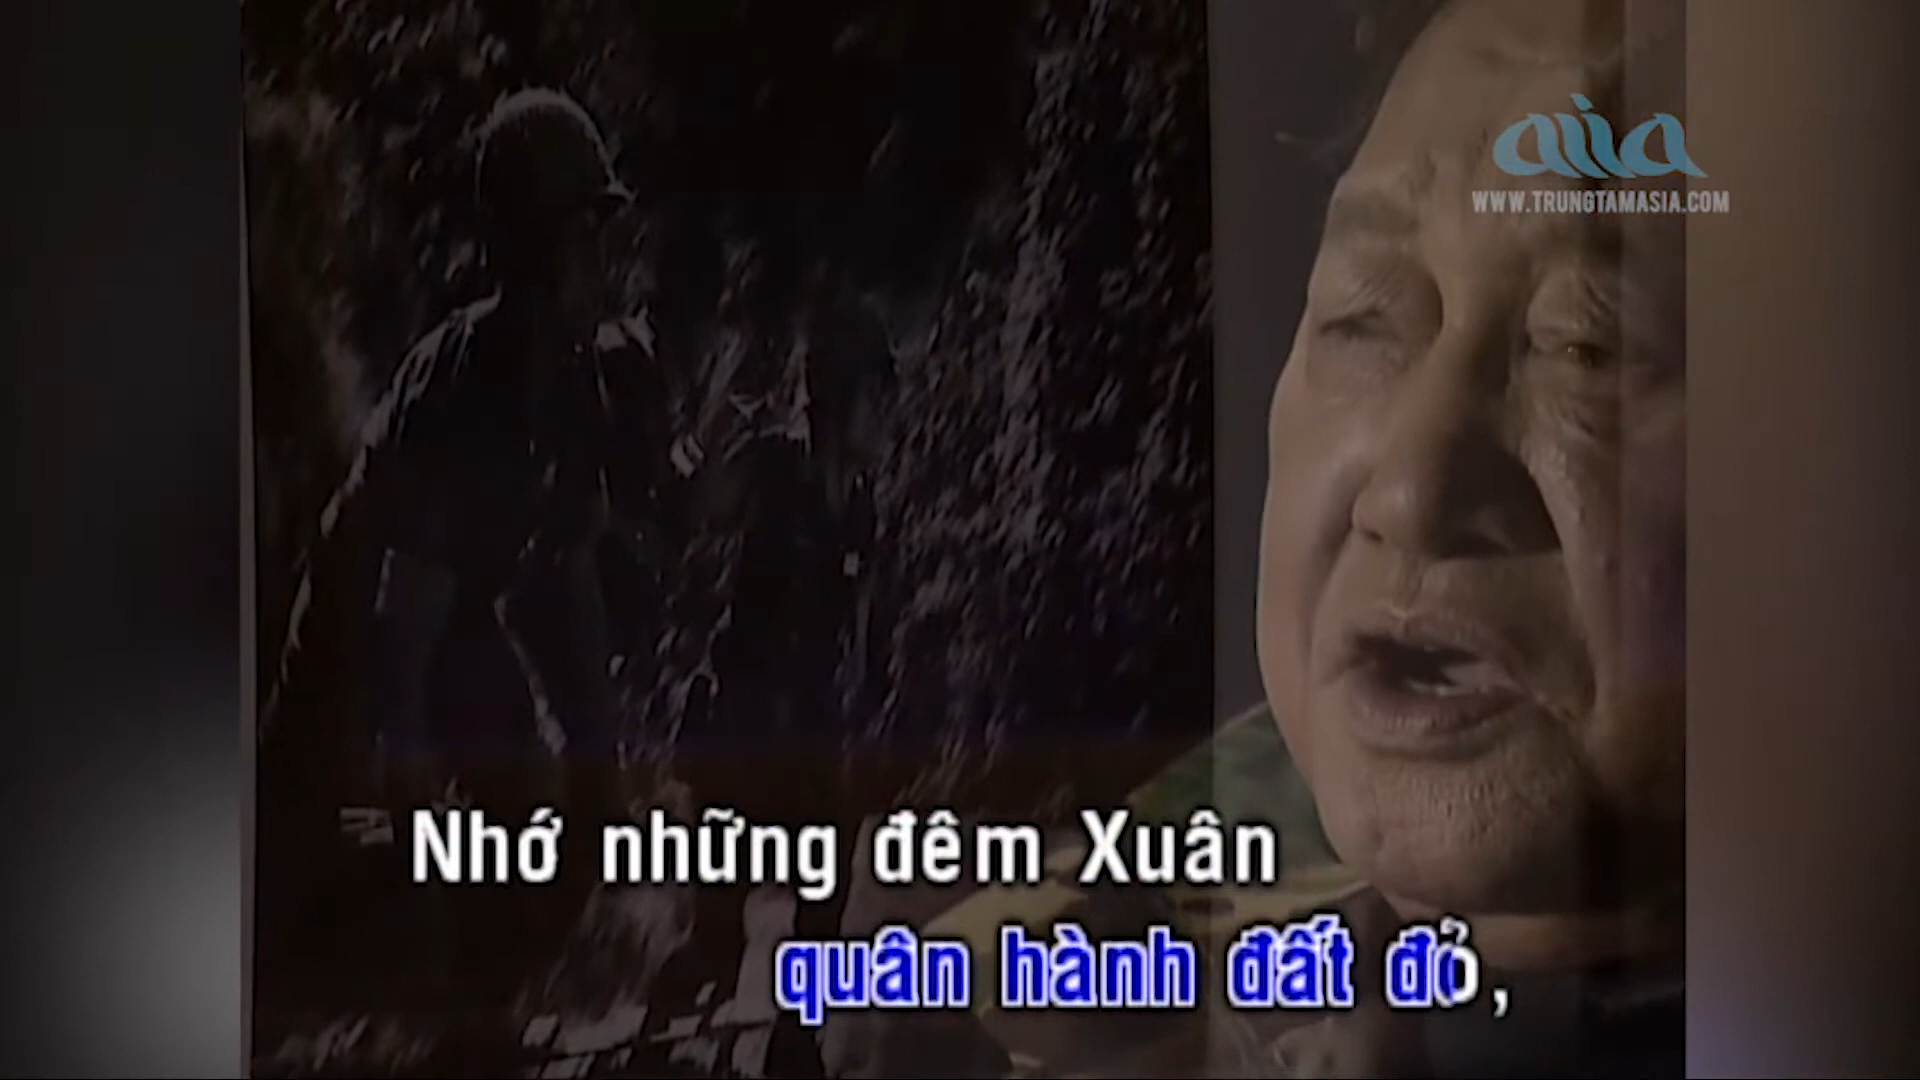 asia
WWW.TRUNGTAMASIA.COM
Nhớ những đêm Xuân
quân hành đất đỏ,